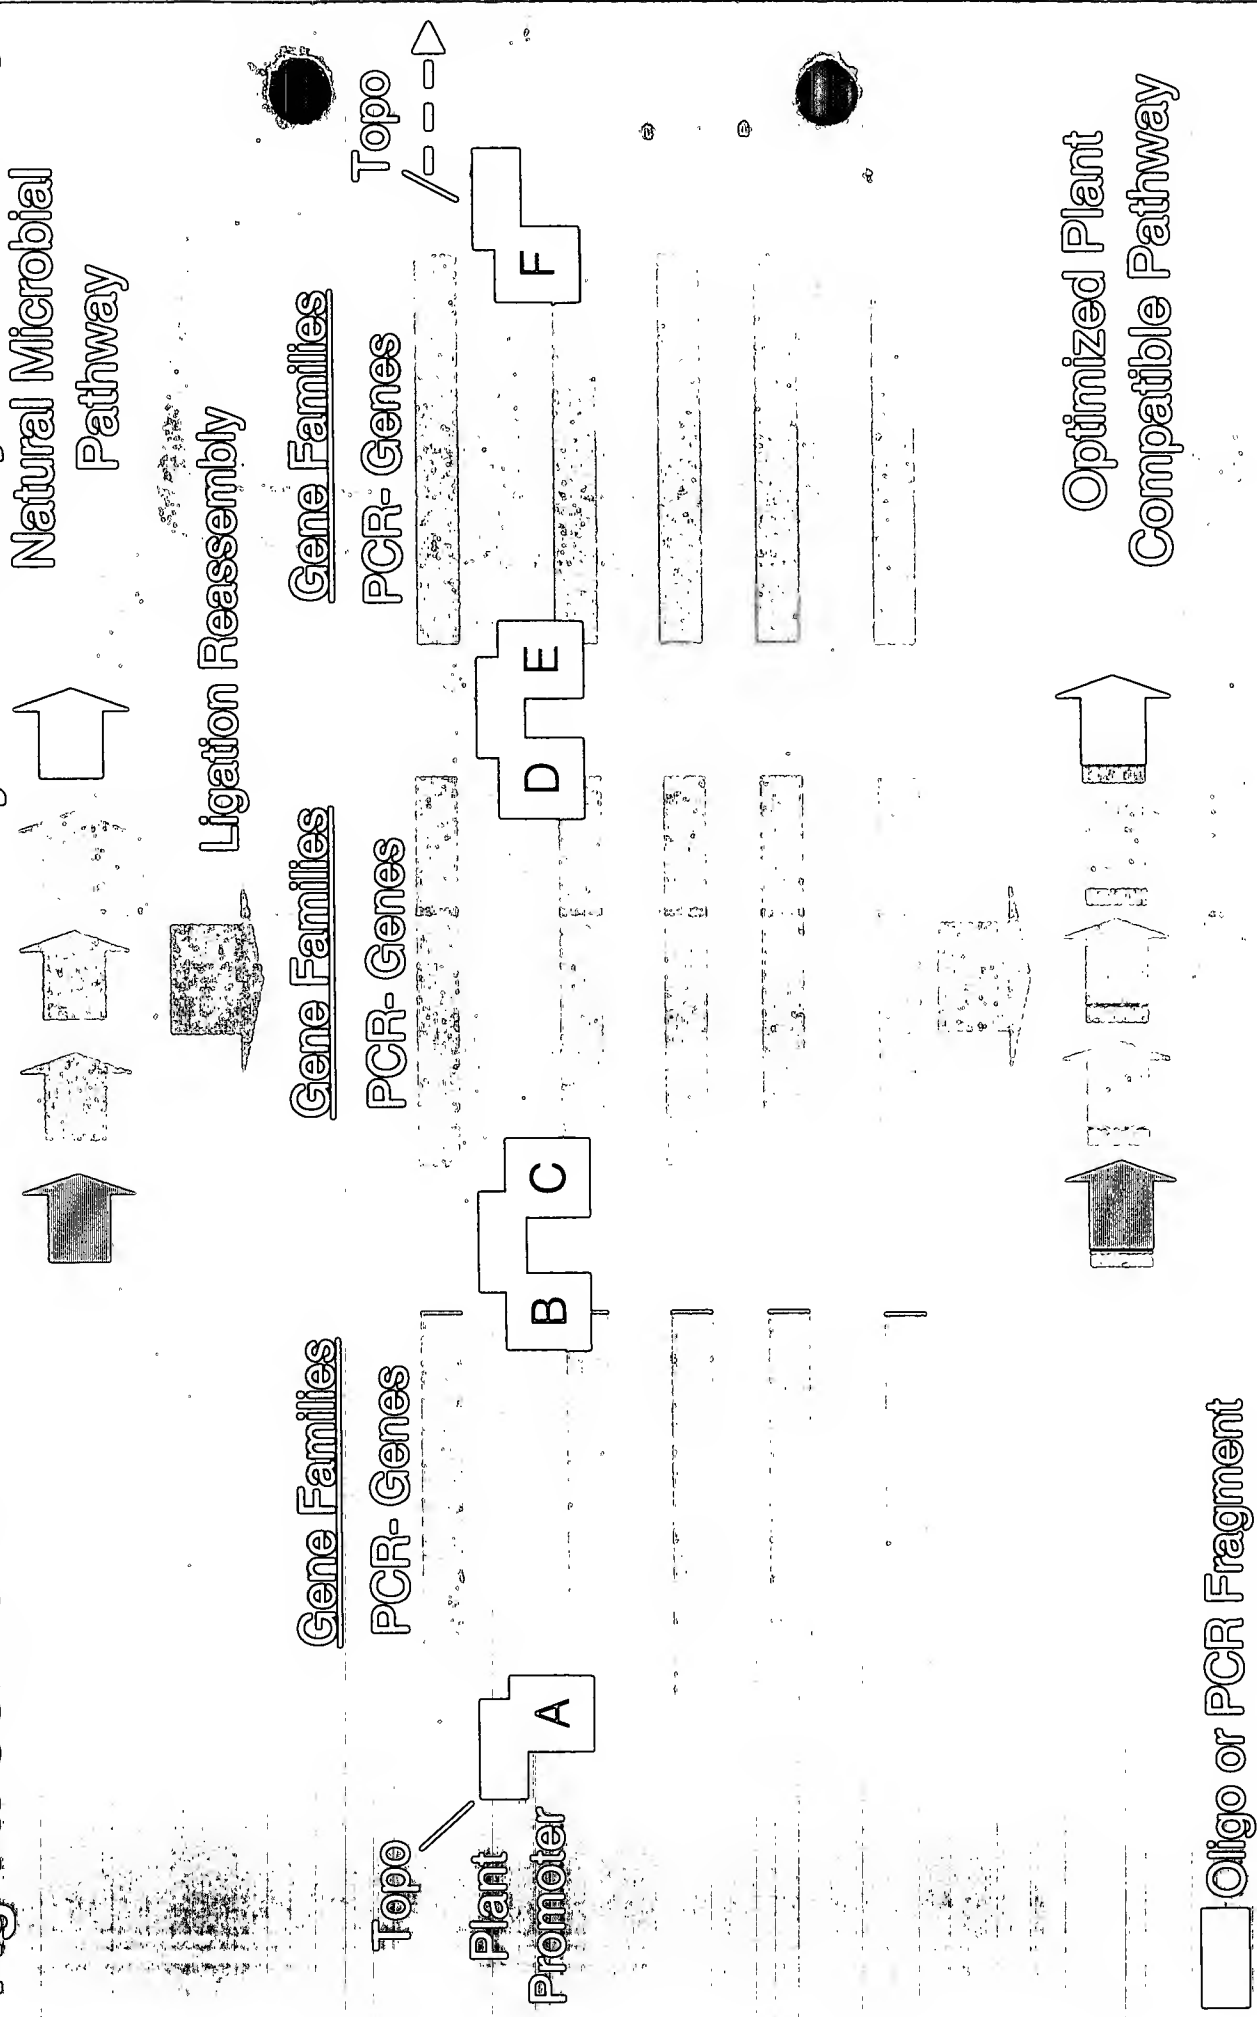 Natural Microbial
Pathway
Ligation Reassembly
Gene Families
PCR- Genes
Gene Families
PCR- Genes
Gene Families
PCR- Genes
Topo
Plant
Promoter
A
B
C
D
E
F
Topo
Optimized Plant
Compatible Pathway
Oligo or PCR Fragment